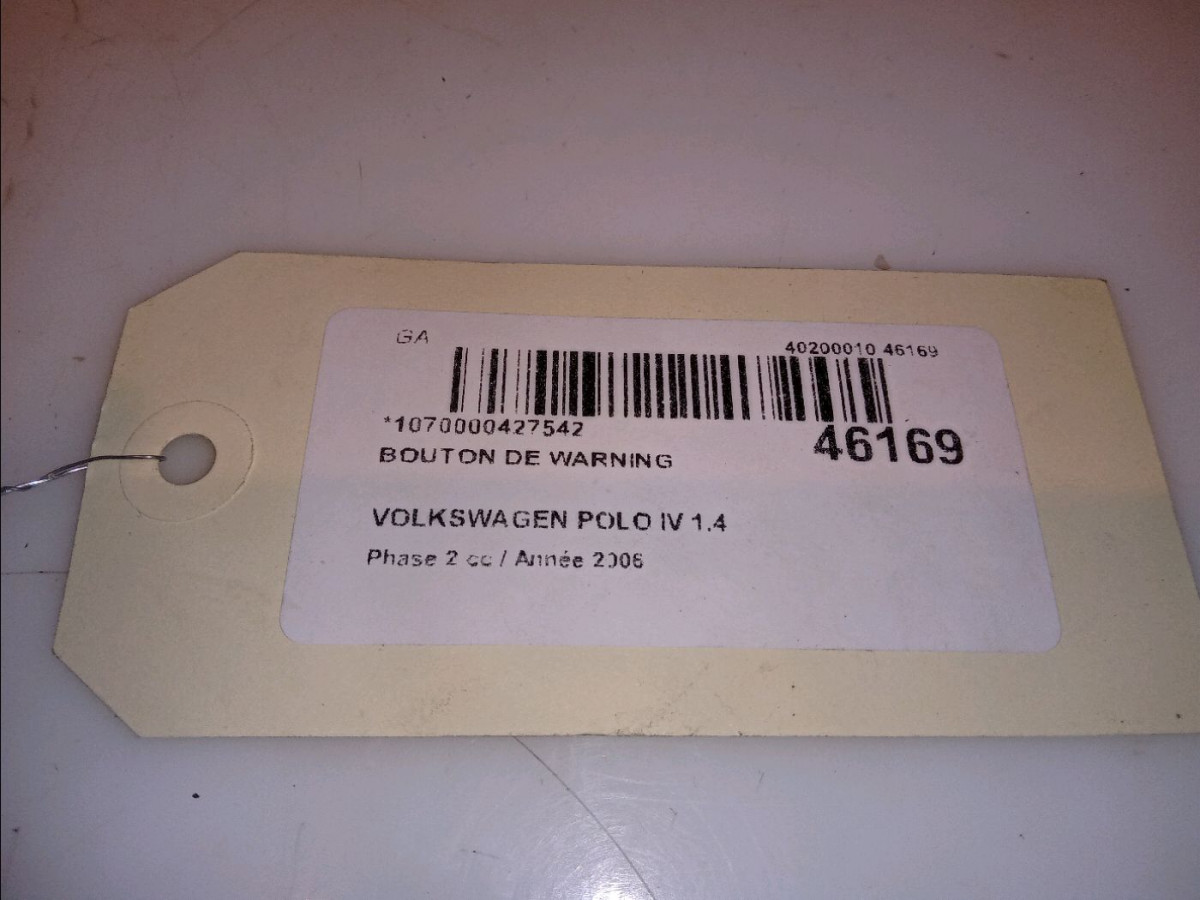 GA
40200010 46169
*1070000427542
46169
BOUTON DE WARNING
VOLKSWAGEN POLO IV 1.4
Phase 2 cc / Année 2006